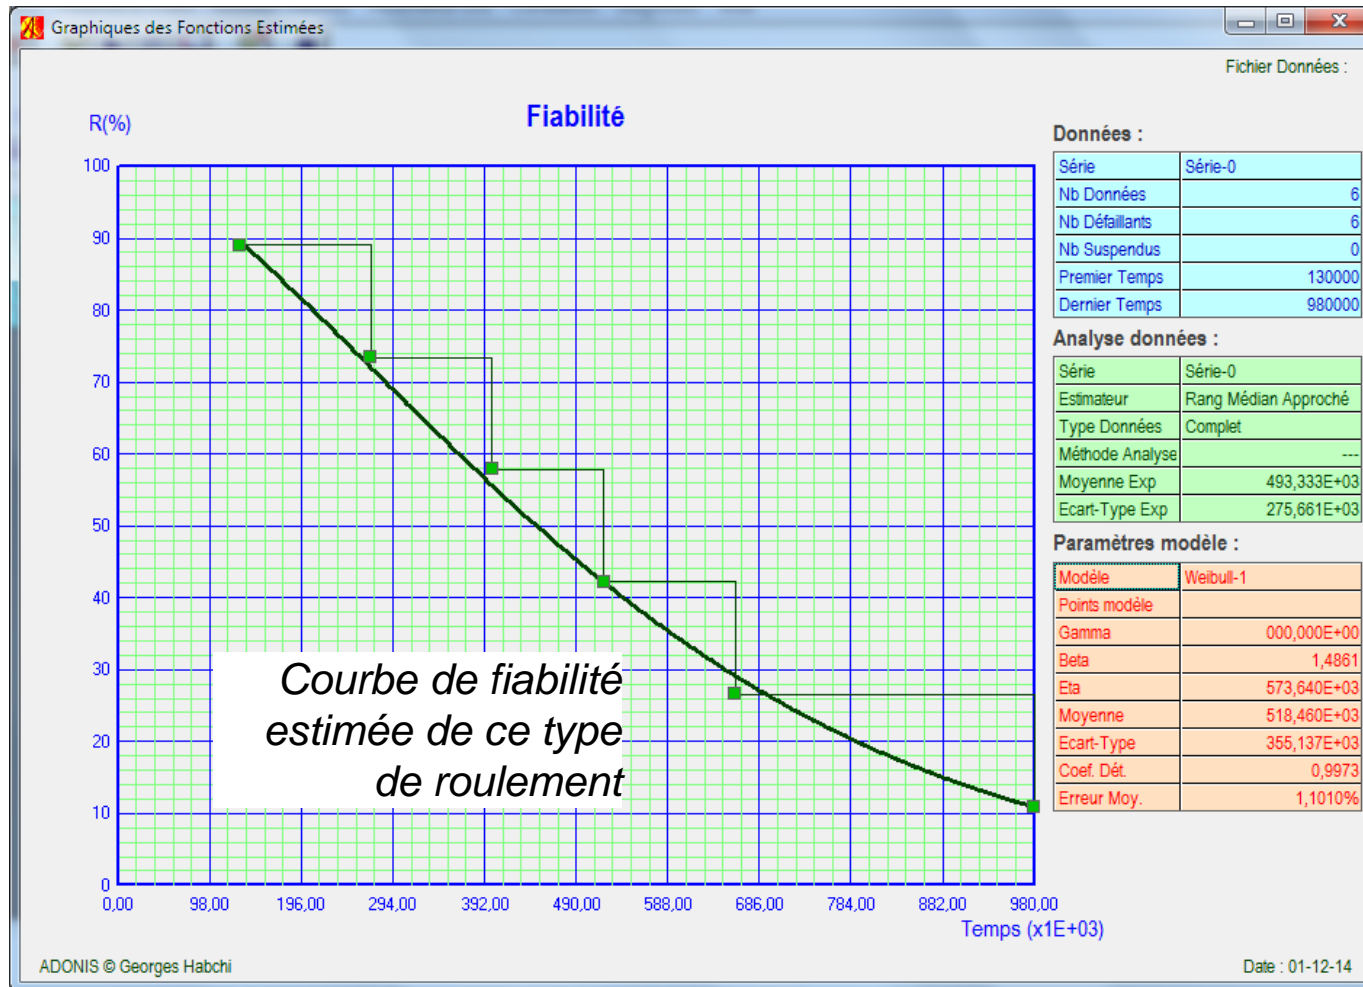 Graphiques des Fonctions Estimées
Fichier Données :
Fiabilité
R(%)
100
90
80
70
60
50
40
30
20
10
0
0,00 98,00 196,00 294,00 392,00 490,00 588,00 686,00 784,00 882,00 980,00
Temps (x1E+03)
Courbe de fiabilité
estimée de ce type
de roulement
Données :
Série Série-0
Nb Données 6
Nb Défaillants 6
Nb Suspendus 0
Premier Temps 130000
Dernier Temps 980000
Analyse données :
Série Série-0
Estimateur Rang Médian Approché
Type Données Complet
Méthode Analyse ---
Moyenne Exp 493,333E+03
Ecart-Type Exp 275,661E+03
Paramètres modèle :
Modèle Weibull-1
Points modèle
Gamma 000,000E+00
Beta 1,4861
Eta 573,640E+03
Moyenne 518,460E+03
Ecart-Type 355,137E+03
Coef. Dét. 0,9973
Erreur Moy. 1,1010%
ADONIS © Georges Habchi
Date : 01-12-14